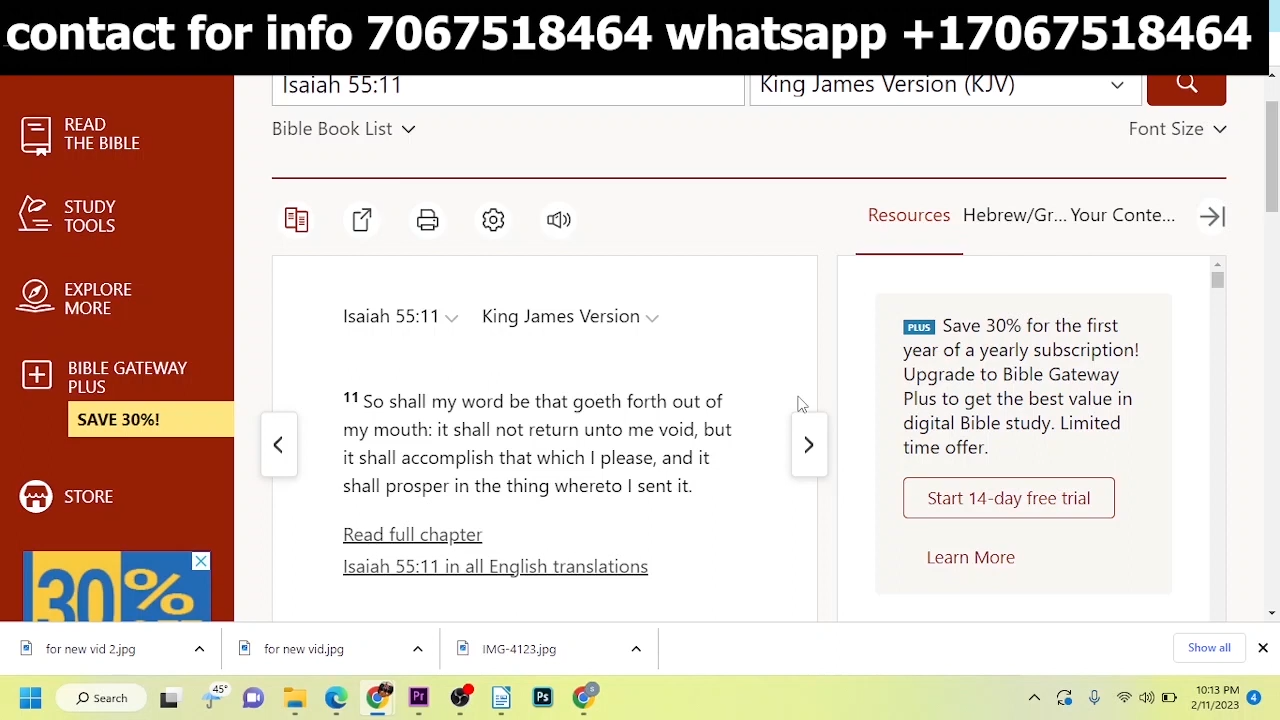 contact for info 7067518464 whatsapp +17067518464
Isaiah 55:11
King James Version (KJV)
Bible Book List
Font Size
READ
THE BIBLE
STUDY
TOOLS
EXPLORE
MORE
BIBLE GATEWAY
PLUS
SAVE 30%!
STORE
30%
Resources
Hebrew/Gr...
Your Conte...
Isaiah 55:11
King James Version
11 So shall my word be that goeth forth out of
my mouth: it shall not return unto me void, but
it shall accomplish that which I please, and it
shall prosper in the thing whereto I sent it.
Read full chapter
Isaiah 55:11 in all English translations
PLUS Save 30% for the first
year of a yearly subscription!
Upgrade to Bible Gateway
Plus to get the best value in
digital Bible study. Limited
time offer.
Start 14-day free trial
Learn More
for new vid 2.jpg
for new vid.jpg
IMG-4123.jpg
Show all
Search
45°
Pr
Ps
S
10:13 PM
2/11/2023
4